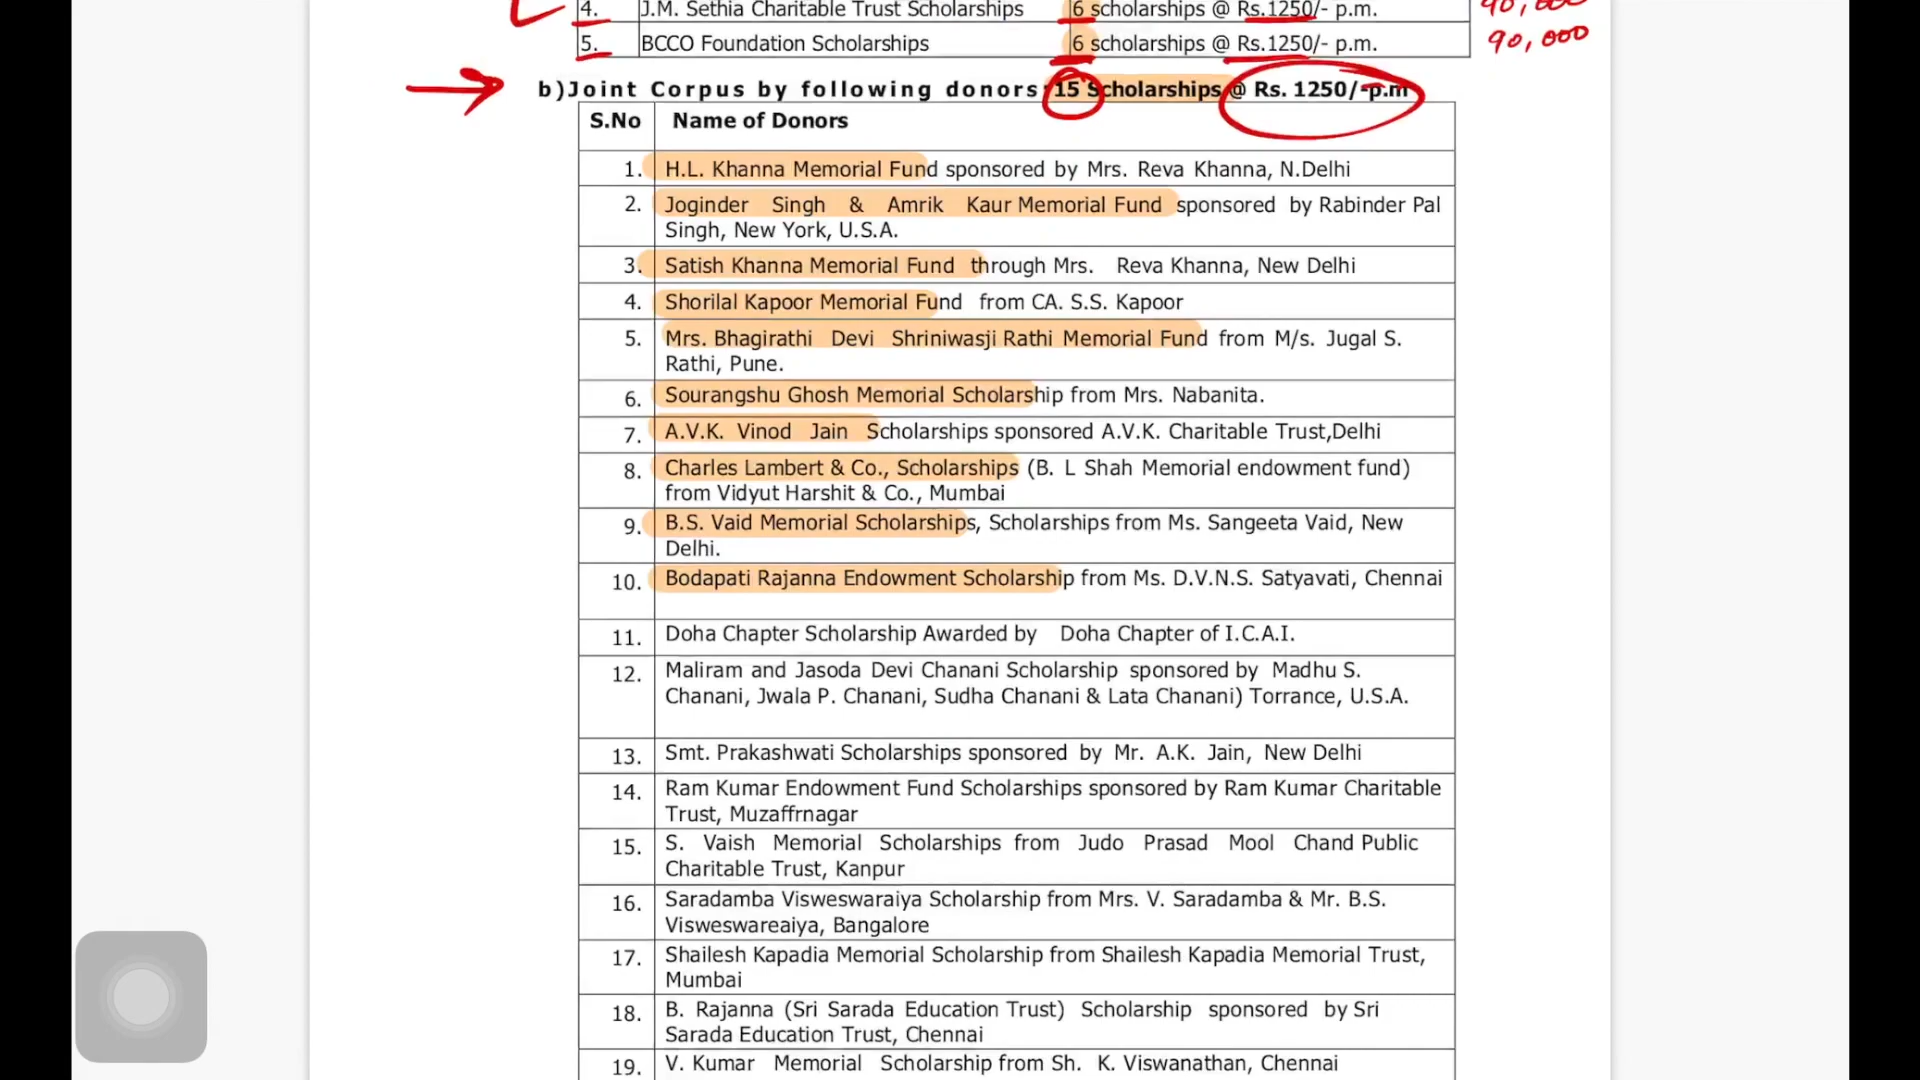 4. J.M. Sethia Charitable Trust Scholarships 6 scholarships @ Rs.1250/- p.m. 90,000
5. BCCO Foundation Scholarships 6 scholarships @ Rs.1250/- p.m. 90,000
b)Joint Corpus by following donors: 15 Scholarships @ Rs. 1250/-p.m
S.No Name of Donors
1. H.L. Khanna Memorial Fund sponsored by Mrs. Reva Khanna, N.Delhi
2. Joginder Singh & Amrik Kaur Memorial Fund sponsored by Rabinder Pal
Singh, New York, U.S.A.
3. Satish Khanna Memorial Fund through Mrs. Reva Khanna, New Delhi
4. Shorilal Kapoor Memorial Fund from CA. S.S. Kapoor
5. Mrs. Bhagirathi Devi Shriniwasji Rathi Memorial Fund from M/s. Jugal S.
Rathi, Pune.
6. Sourangshu Ghosh Memorial Scholarship from Mrs. Nabanita.
7. A.V.K. Vinod Jain Scholarships sponsored A.V.K. Charitable Trust,Delhi
8. Charles Lambert & Co., Scholarships (B. L Shah Memorial endowment fund)
from Vidyut Harshit & Co., Mumbai
9. B.S. Vaid Memorial Scholarships, Scholarships from Ms. Sangeeta Vaid, New
Delhi.
10. Bodapati Rajanna Endowment Scholarship from Ms. D.V.N.S. Satyavati, Chennai
11. Doha Chapter Scholarship Awarded by Doha Chapter of I.C.A.I.
12. Maliram and Jasoda Devi Chanani Scholarship sponsored by Madhu S.
Chanani, Jwala P. Chanani, Sudha Chanani & Lata Chanani) Torrance, U.S.A.
13. Smt. Prakashwati Scholarships sponsored by Mr. A.K. Jain, New Delhi
14. Ram Kumar Endowment Fund Scholarships sponsored by Ram Kumar Charitable
Trust, Muzaffrnagar
15. S. Vaish Memorial Scholarships from Judo Prasad Mool Chand Public
Charitable Trust, Kanpur
16. Saradamba Visweswaraiya Scholarship from Mrs. V. Saradamba & Mr. B.S.
Visweswareaiya, Bangalore
17. Shailesh Kapadia Memorial Scholarship from Shailesh Kapadia Memorial Trust,
Mumbai
18. B. Rajanna (Sri Sarada Education Trust) Scholarship sponsored by Sri
Sarada Education Trust, Chennai
19. V. Kumar Memorial Scholarship from Sh. K. Viswanathan, Chennai